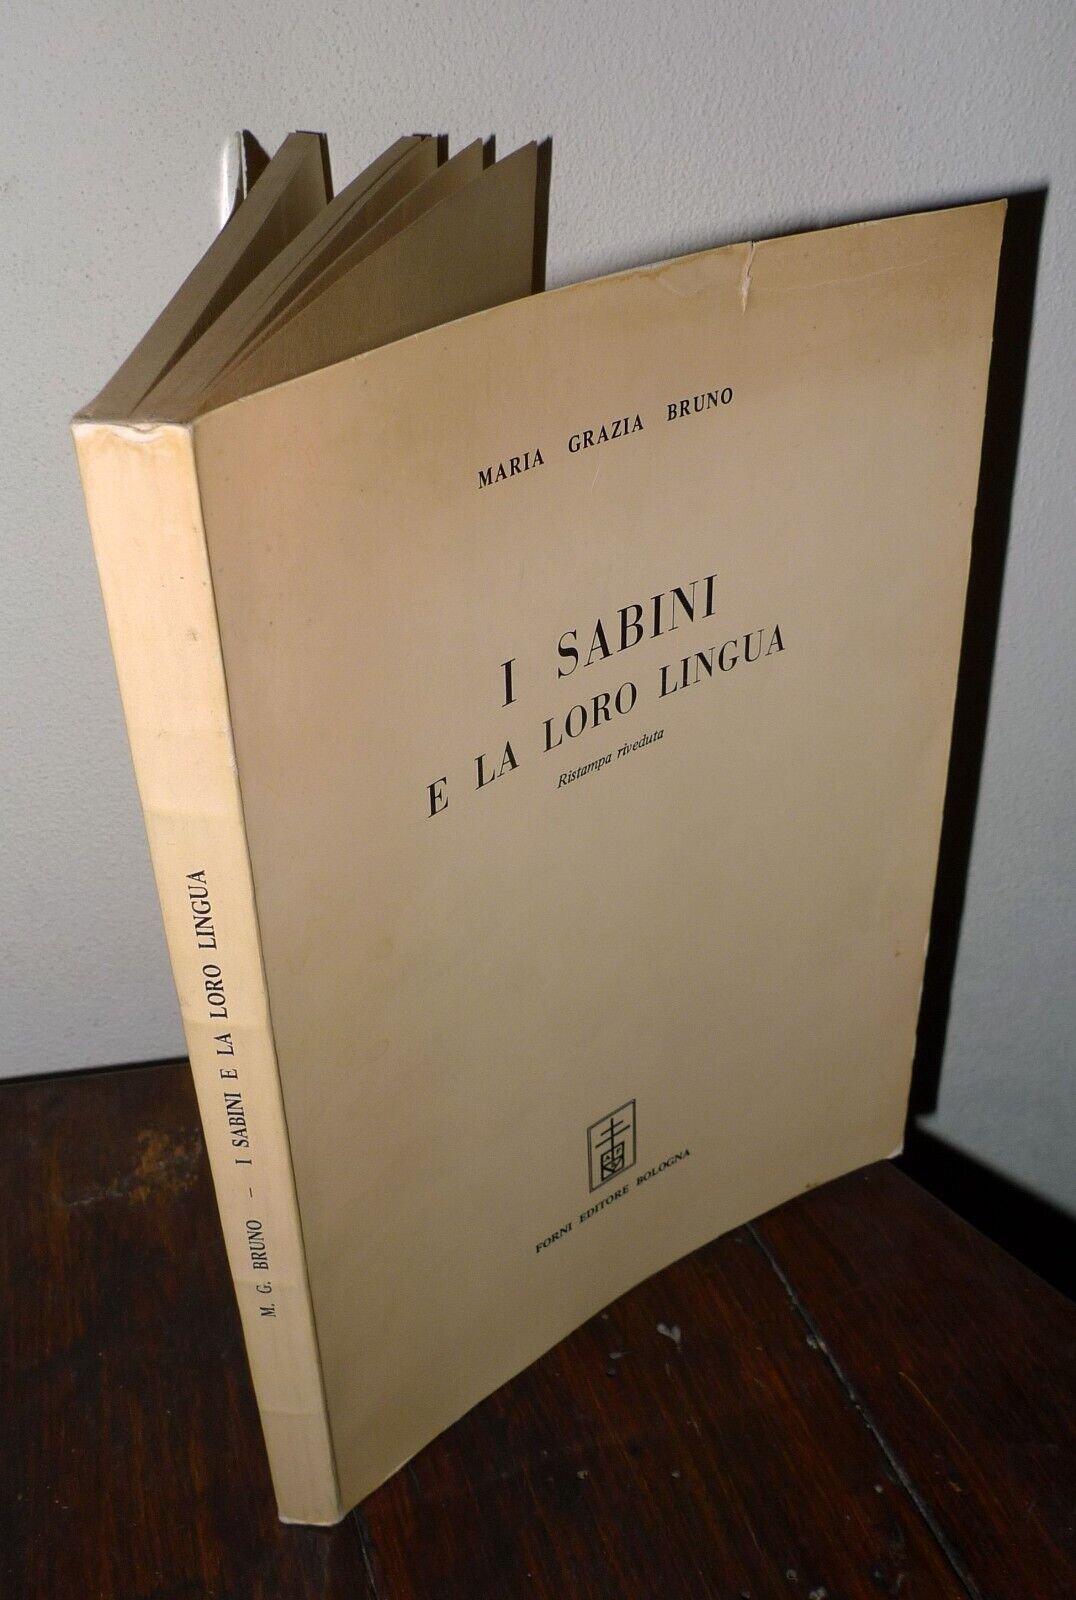 MARIA GRAZIA BRUNO
I SABINI
E LA LORO LINGUA
Ristampa riveduta
FORNI EDITORE BOLOGNA
M. G. BRUNO – I SABINI E LA LORO LINGUA